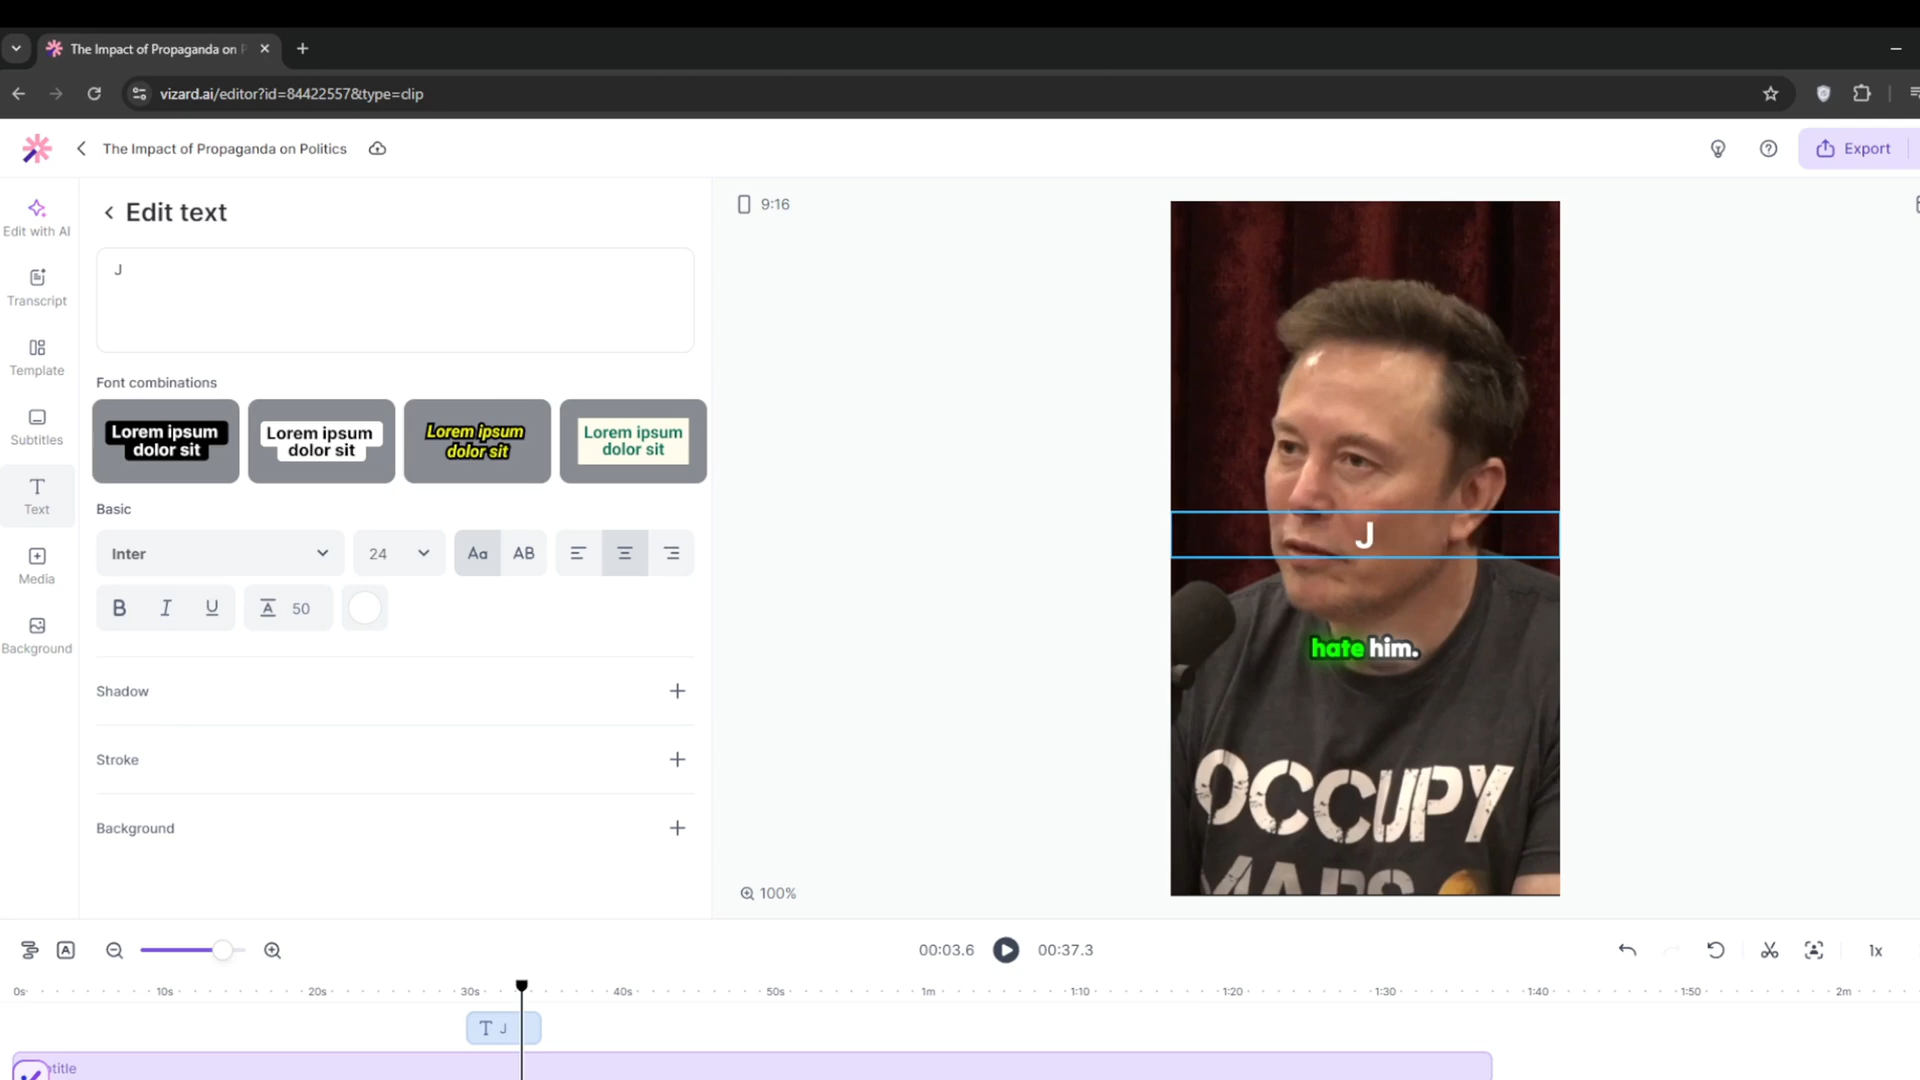 The Impact of Propaganda on P
vizard.ai/editor?id=84422557&type=clip
The Impact of Propaganda on Politics
Export
Edit with AI
Transcript
Template
Subtitles
Text
Media
Background
Edit text
J
Font combinations
Lorem ipsum
dolor sit
Lorem ipsum
dolor sit
Lorem ipsum
dolor sit
Lorem ipsum
dolor sit
Basic
Inter
24
Aa
AB
B I U
A 50
Shadow
Stroke
Background
9:16
J
hate him.
OCCUPY
MARS
100%
00:03.6
00:37.3
1x
0s 10s 20s 30s 40s 50s 1m 1:10 1:20 1:30 1:40 1:50 2m
T J
title